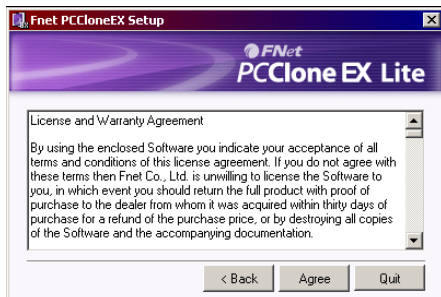 Fnet PCCloneEX Setup
FNet
PCClone EX Lite
License and Warranty Agreement
By using the enclosed Software you indicate your acceptance of all
terms and conditions of this license agreement. If you do not agree with
these terms then Fnet Co., Ltd. is unwilling to license the Software to
you, in which event you should return the full product with proof of
purchase to the dealer from whom it was acquired within thirty days of
purchase for a refund of the purchase price, or by destroying all copies
of the Software and the accompanying documentation.
< Back Agree Quit